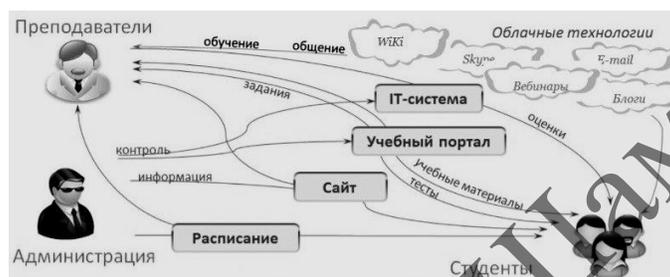 Преподаватели
Облачные технологии
обучение общение
WiKi
Skype
E-mail
Вебинары
Блоги
задания
IT-система
оценки
Учебный портал
контроль
информация
учебные материалы
тесты
Сайт
Расписание
Администрация
Студенты